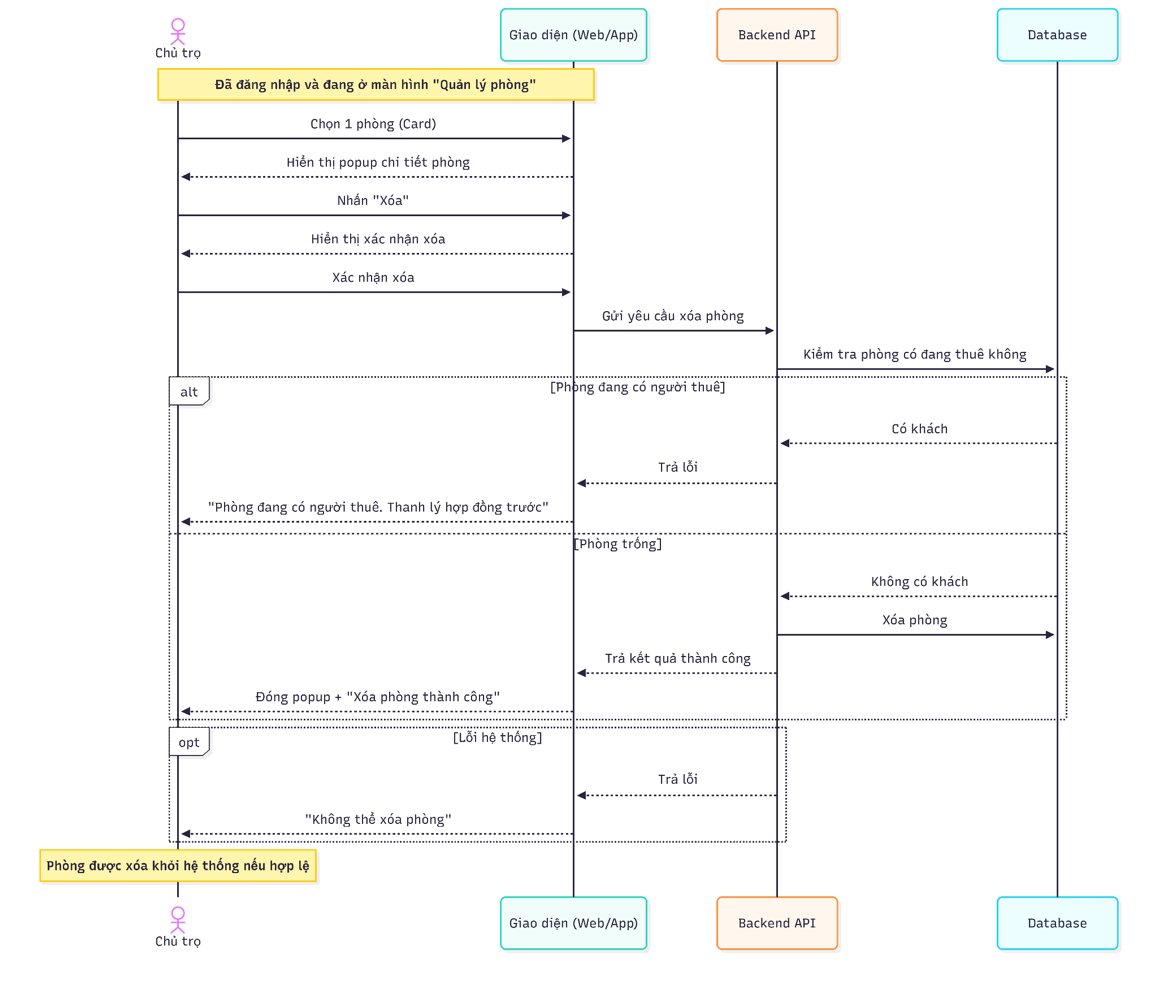 Chủ trọ
Giao diện (Web/App)
Backend API
Database
Đã đăng nhập và đang ở màn hình "Quản lý phòng"
Chọn 1 phòng (Card)
Hiển thị popup chi tiết phòng
Nhấn "Xóa"
Hiển thị xác nhận xóa
Xác nhận xóa
Gửi yêu cầu xóa phòng
Kiểm tra phòng có đang thuê không
alt
[Phòng đang có người thuê]
Có khách
Trả lỗi
"Phòng đang có người thuê. Thanh lý hợp đồng trước"
[Phòng trống]
Không có khách
Xóa phòng
Trả kết quả thành công
Đóng popup + "Xóa phòng thành công"
opt
[Lỗi hệ thống]
Trả lỗi
"Không thể xóa phòng"
Phòng được xóa khỏi hệ thống nếu hợp lệ
Chủ trọ
Giao diện (Web/App)
Backend API
Database